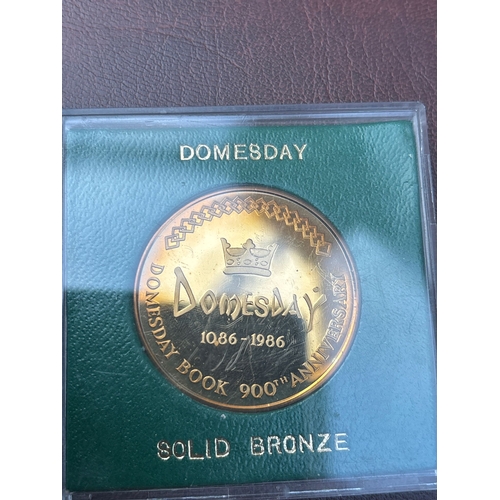 DOMESDAY
DOMESDAY
1086-1986
DOMESDAY BOOK 900TH ANNIVERSARY
SOLID BRONZE